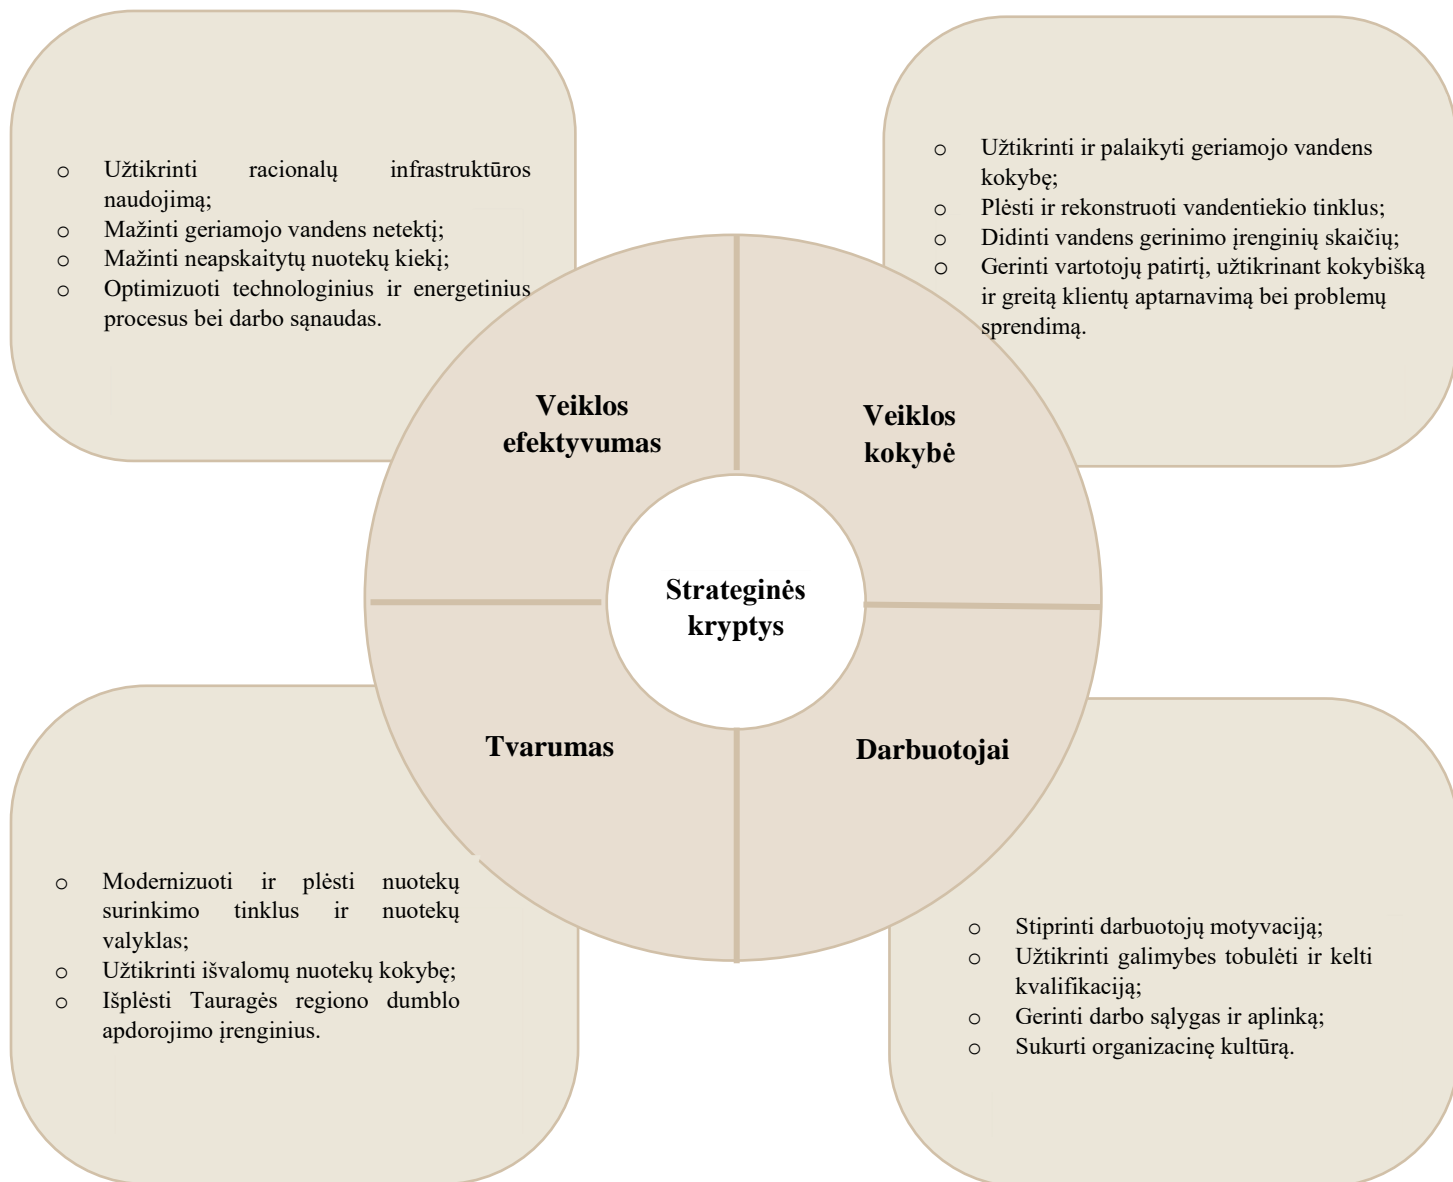 o Užtikrinti racionalų infrastruktūros
naudojimą;
o Mažinti geriamojo vandens netektį;
o Mažinti neapskaitytų nuotekų kiekį;
o Optimizuoti technologinius ir energetinius
procesus bei darbo sąnaudas.
o Užtikrinti ir palaikyti geriamojo vandens
kokybę;
o Plėsti ir rekonstruoti vandentiekio tinklus;
o Didinti vandens gerinimo įrenginių skaičių;
o Gerinti vartotojų patirtį, užtikrinant kokybišką
ir greitą klientų aptarnavimą bei problemų
sprendimą.
Veiklos
efektyvumas
Veiklos
kokybė
Strateginės
kryptys
Tvarumas
Darbuotojai
o Modernizuoti ir plėsti nuotekų
surinkimo tinklus ir nuotekų
valyklas;
o Užtikrinti išvalomų nuotekų kokybę;
o Išplėsti Tauragės regiono dumblo
apdorojimo įrenginius.
o Stiprinti darbuotojų motyvaciją;
o Užtikrinti galimybes tobulėti ir kelti
kvalifikaciją;
o Gerinti darbo sąlygas ir aplinką;
o Sukurti organizacinę kultūrą.